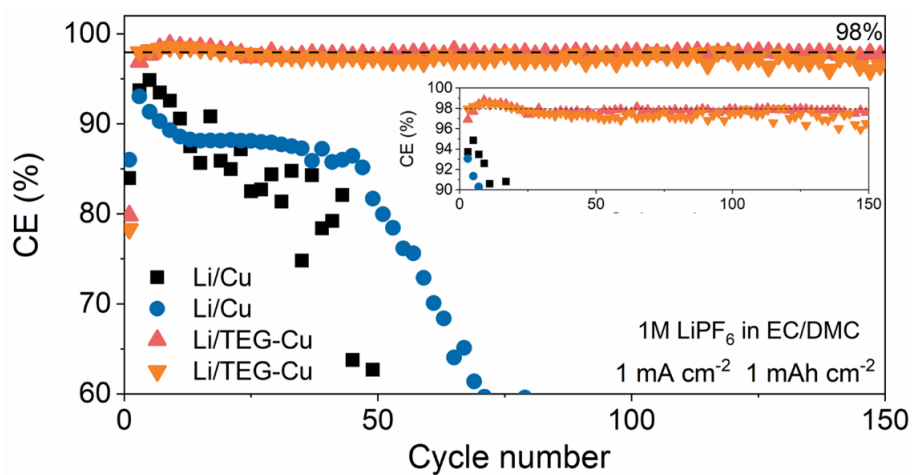 CE (%)
100
90
80
70
60
98%
CE (%)
100
98
96
94
92
90
0
50
100
150
Li/Cu
Li/Cu
Li/TEG-Cu
Li/TEG-Cu
1M LiPF₆ in EC/DMC
1 mA cm⁻² 1 mAh cm⁻²
0
50
100
150
Cycle number